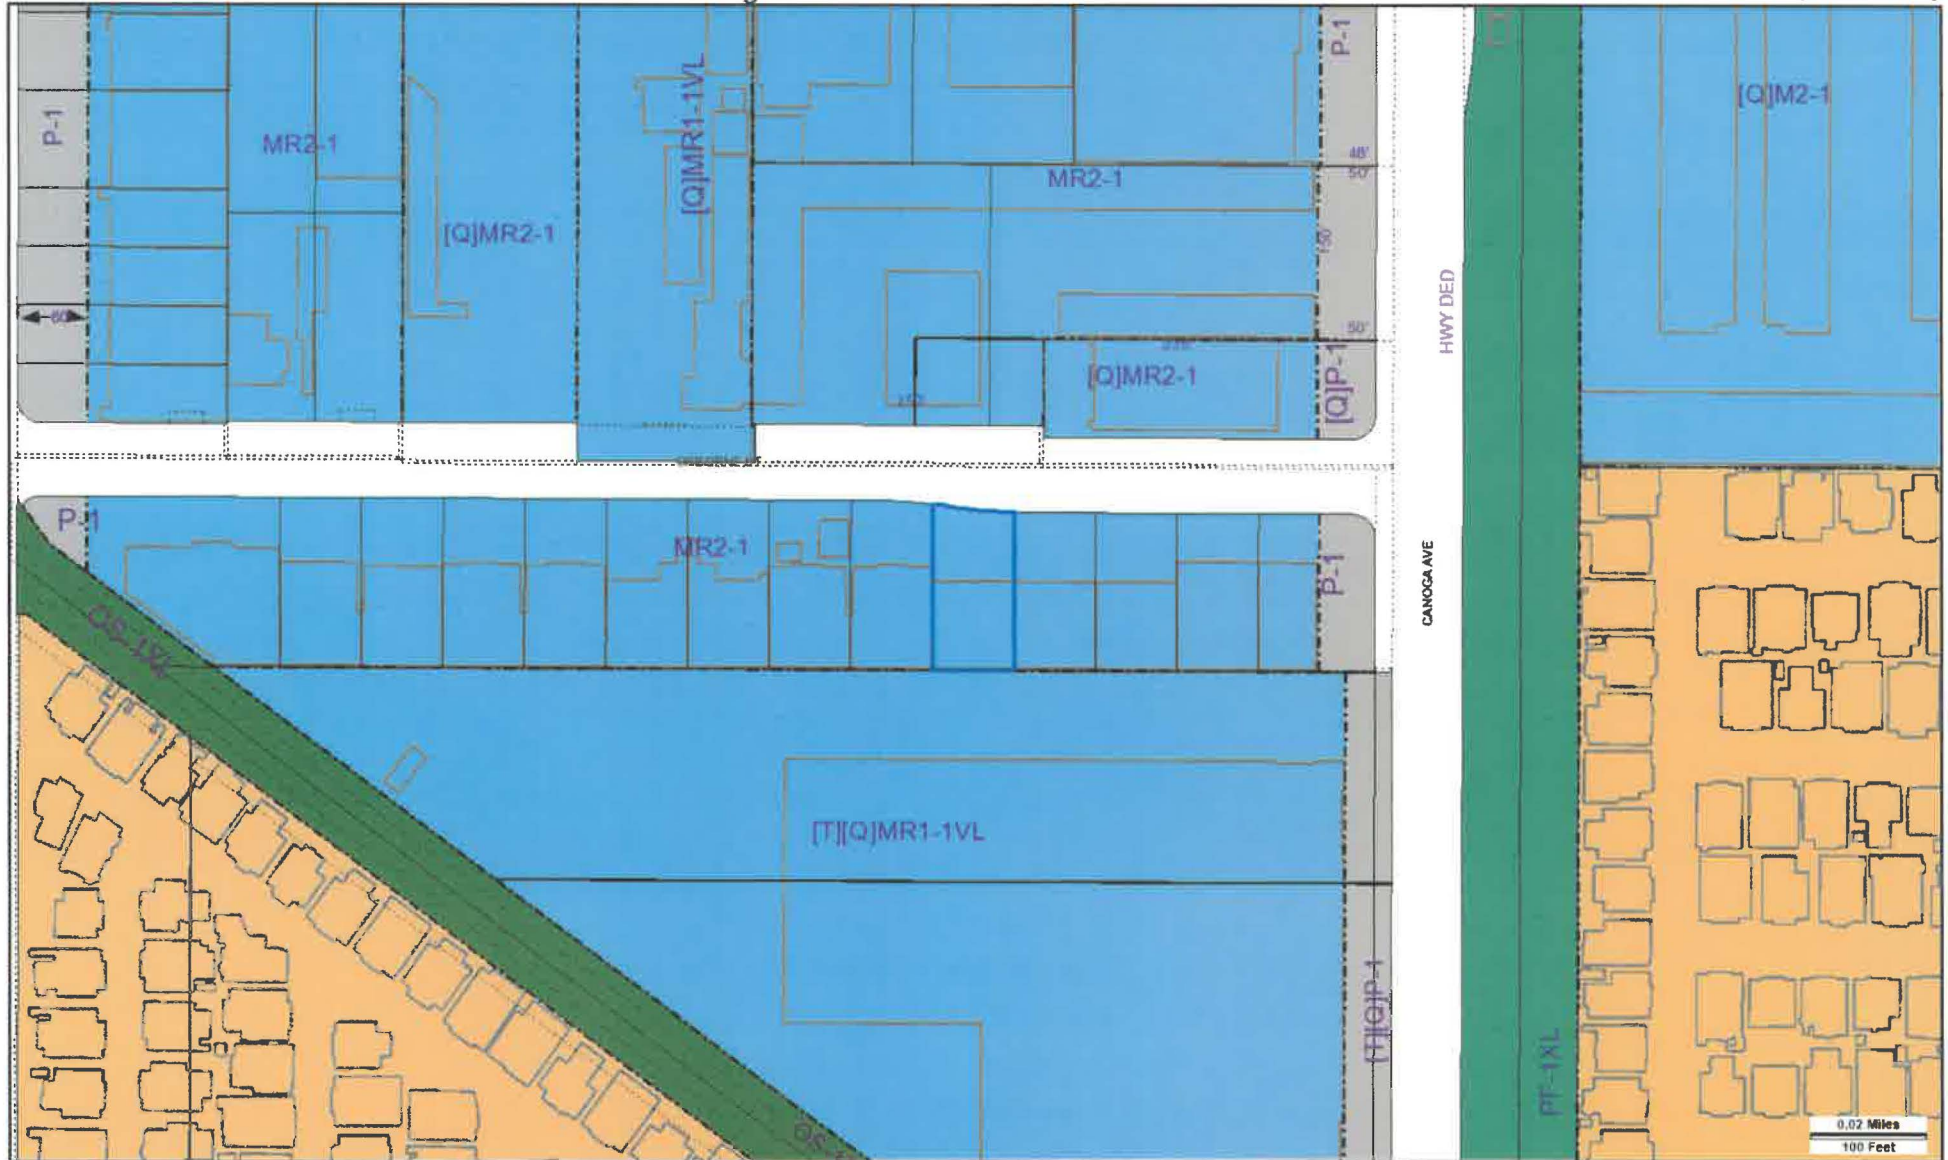 P-1
[Q]M2-1
P-1
MR2-1
[Q]MR1-1VL
48'
50'
MR2-1
[Q]MR2-1
150'
60'
HWY DED
50'
[Q]MR2-1
[Q]P-1
P-1
MR2-1
P-1
CANOGA AVE
OS-1XL
[T][Q]MR1-1VL
[T][Q]P-1
PF-1XL
OS-
0.02 Miles
100 Feet